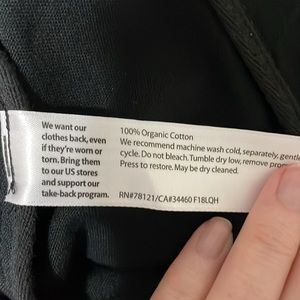 We want our
clothes back, even
if they're worn or
torn. Bring them
to our US stores
and support our
take-back program.
100% Organic Cotton
We recommend machine wash cold, separately, gentle
cycle. Do not bleach. Tumble dry low, remove
Press to restore. May be dry cleaned.
RN#78121/CA#34460 F18LQH